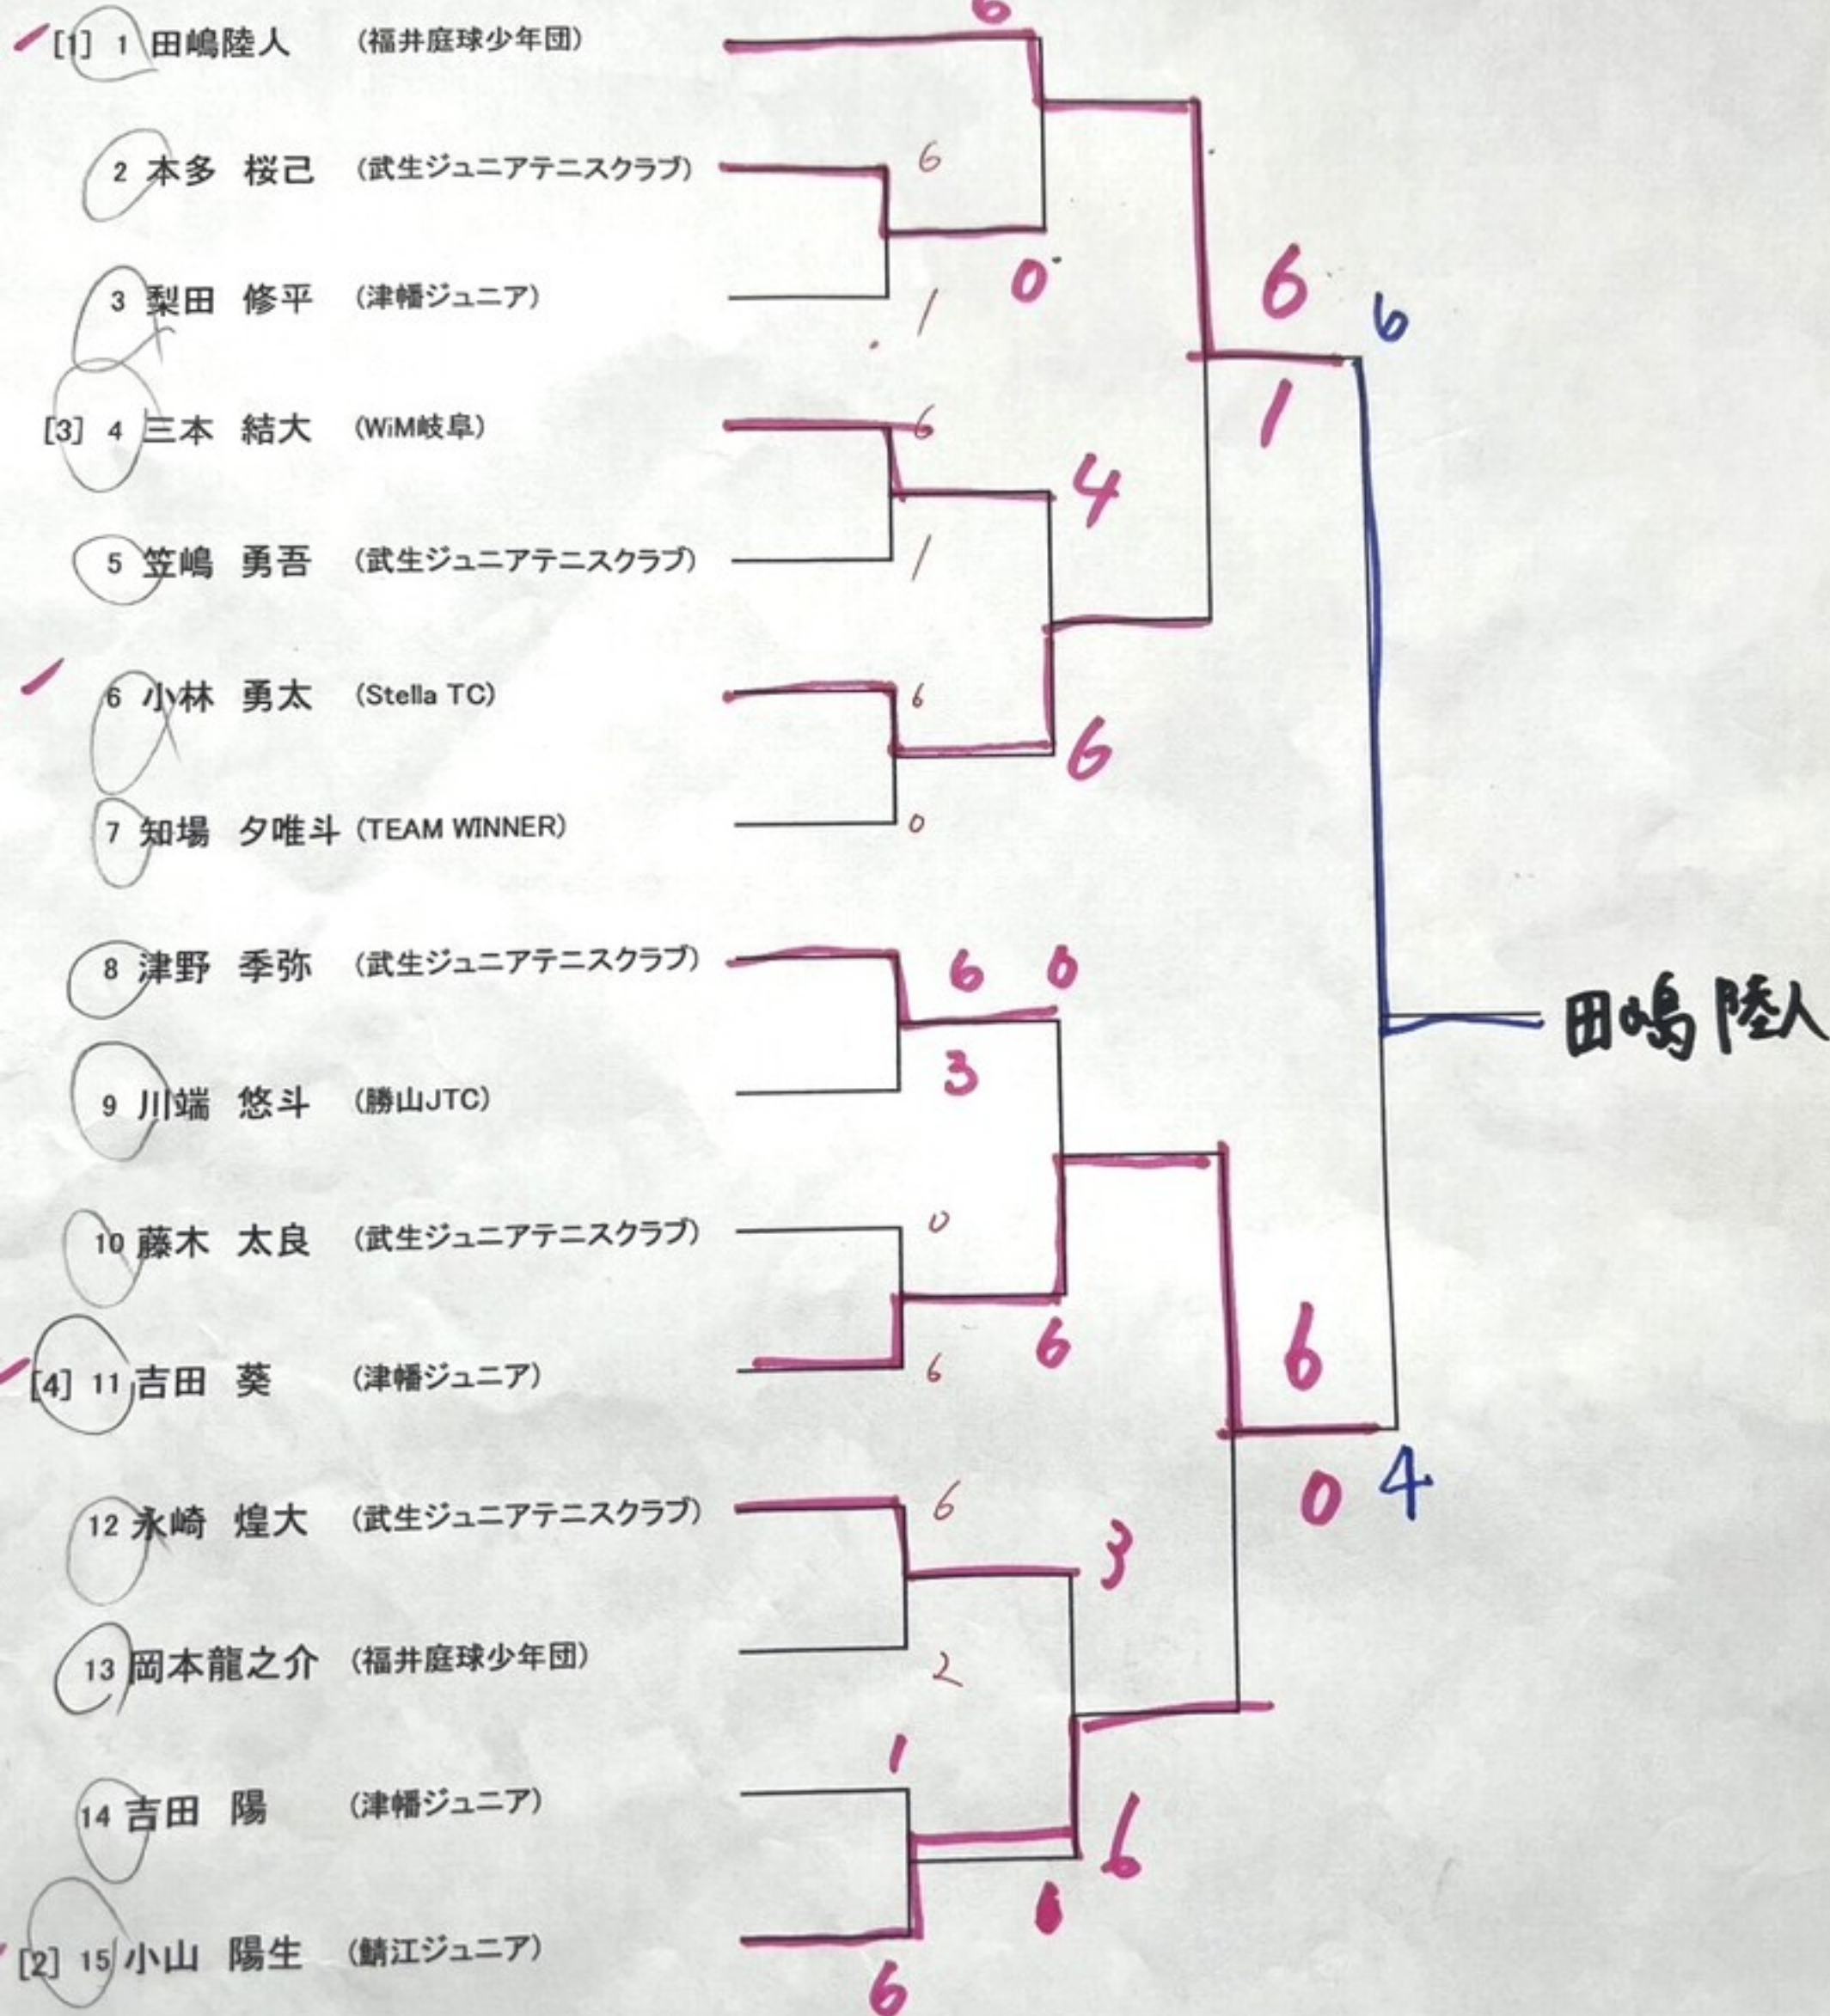 6
[1] 1 田嶋陸人 (福井庭球少年団)
2 本多 桜己 (武生ジュニアテニスクラブ) 6
0
3 梨田 修平 (津幡ジュニア) 1
6 6
1
[3] 4 三本 結大 (WiM岐阜) 6
4
5 笠嶋 勇吾 (武生ジュニアテニスクラブ) 1
6 小林 勇太 (Stella TC) 6
6
7 知場 夕唯斗 (TEAM WINNER) 0
8 津野 季弥 (武生ジュニアテニスクラブ) 6 0
田嶋 陸人
3
9 川端 悠斗 (勝山JTC)
10 藤木 太良 (武生ジュニアテニスクラブ) 0
6 6
[4] 11 吉田 葵 (津幡ジュニア) 6
0 4
12 永崎 煌大 (武生ジュニアテニスクラブ) 6
3
13 岡本龍之介 (福井庭球少年団) 2
1
14 吉田 陽 (津幡ジュニア)
6
[2] 15 小山 陽生 (鯖江ジュニア)
6